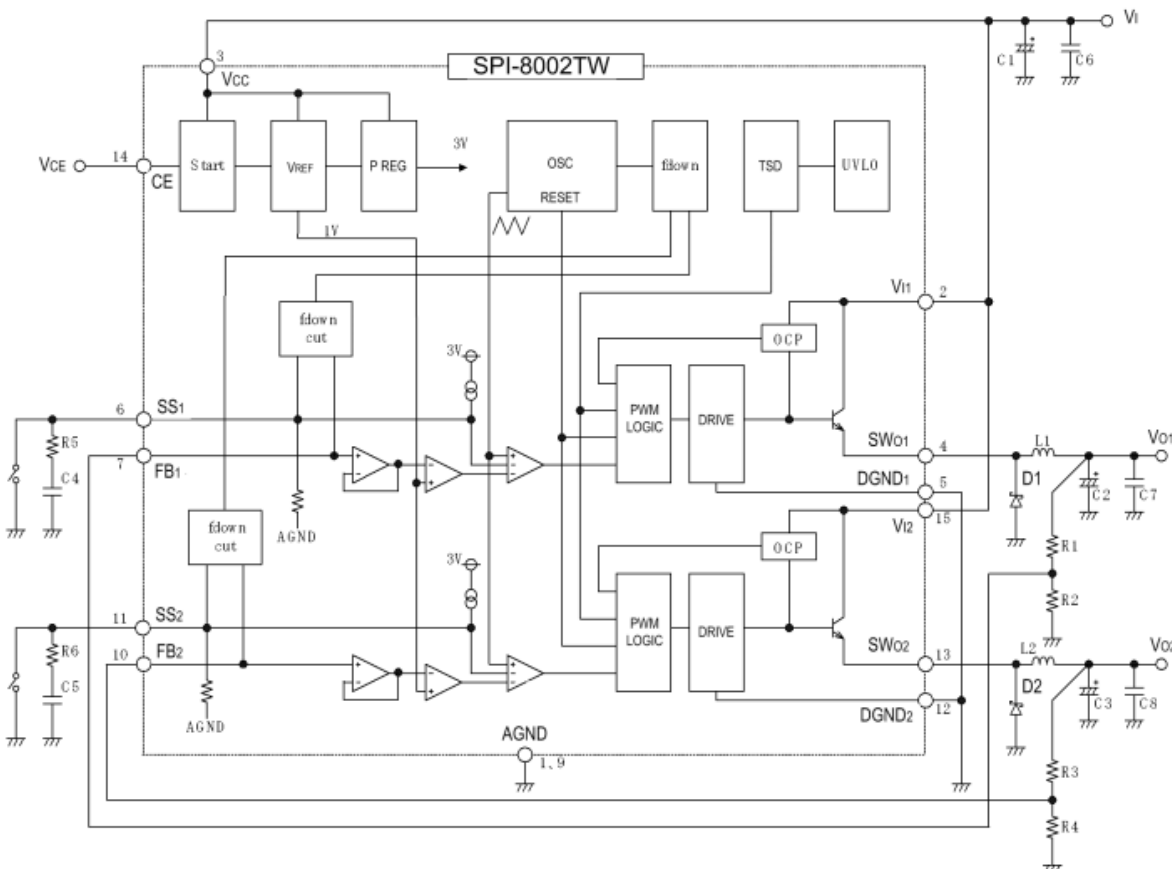 VI
C1
C6
3
SPI-8002TW
VCC
Start
VREF
P REG
3V
OSC
RESET
fdown
TSD
UVLO
VCE
14
CE
1V
fdown
cut
VI1
2
OCP
3V
PWM
LOGIC
DRIVE
6
SS1
R5
C4
7
FB1
SWO1
4
L1
VO1
D1
C2
C7
DGND1
5
AGND
VI2
15
fdown
cut
OCP
R1
3V
PWM
LOGIC
DRIVE
R2
11
SS2
R6
C5
10
FB2
SWO2
13
L2
VO2
D2
C3
C8
AGND
DGND2
12
AGND
1、9
R3
R4